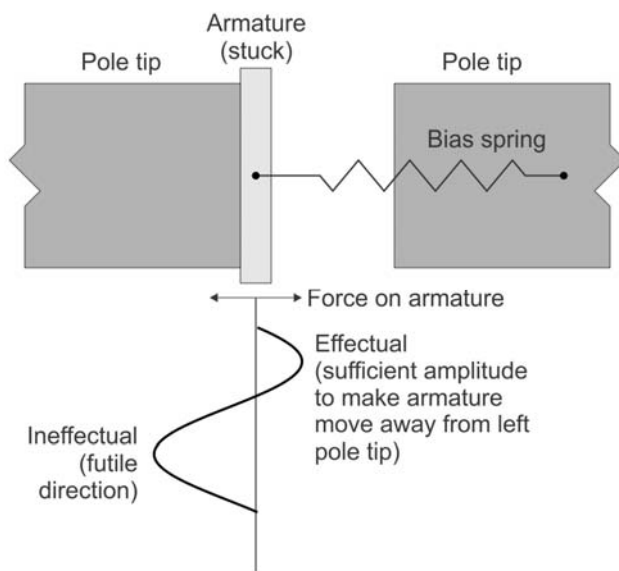 Armature
(stuck)
Pole tip
Pole tip
Bias spring
Force on armature
Effectual
(sufficient amplitude
to make armature
move away from left
pole tip)
Ineffectual
(futile
direction)